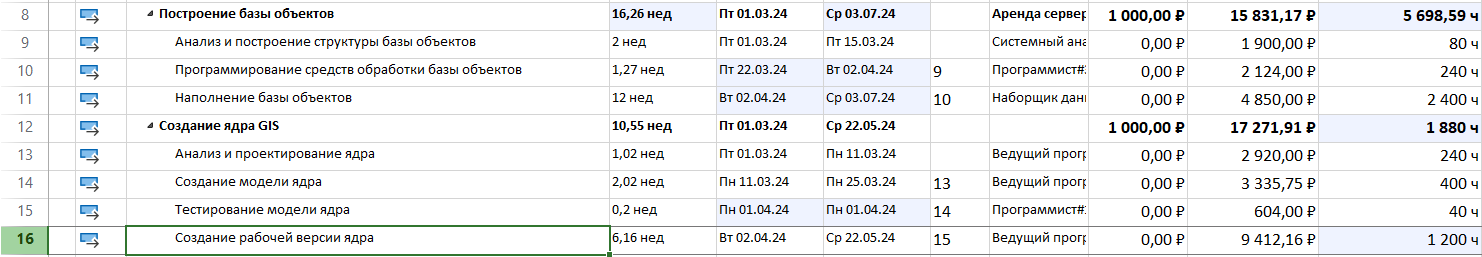 8 Построение базы объектов 16,26 нед Пт 01.03.24 Ср 03.07.24 Аренда сервер 1 000,00 ₽ 15 831,17 ₽ 5 698,59 ч
9 Анализ и построение структуры базы объектов 2 нед Пт 01.03.24 Пт 15.03.24 Системный ана 0,00 ₽ 1 900,00 ₽ 80 ч
10 Программирование средств обработки базы объектов 1,27 нед Пт 22.03.24 Вт 02.04.24 9 Программист#: 0,00 ₽ 2 124,00 ₽ 240 ч
11 Наполнение базы объектов 12 нед Вт 02.04.24 Ср 03.07.24 10 Наборщик данн 0,00 ₽ 4 850,00 ₽ 2 400 ч
12 Создание ядра GIS 10,55 нед Пт 01.03.24 Ср 22.05.24 1 000,00 ₽ 17 271,91 ₽ 1 880 ч
13 Анализ и проектирование ядра 1,02 нед Пт 01.03.24 Пн 11.03.24 Ведущий прог 0,00 ₽ 2 920,00 ₽ 240 ч
14 Создание модели ядра 2,02 нед Пн 11.03.24 Пн 25.03.24 13 Ведущий прог 0,00 ₽ 3 335,75 ₽ 400 ч
15 Тестирование модели ядра 0,2 нед Пн 01.04.24 Пн 01.04.24 14 Программист#: 0,00 ₽ 604,00 ₽ 40 ч
16 Создание рабочей версии ядра 6,16 нед Вт 02.04.24 Ср 22.05.24 15 Ведущий прог 0,00 ₽ 9 412,16 ₽ 1 200 ч